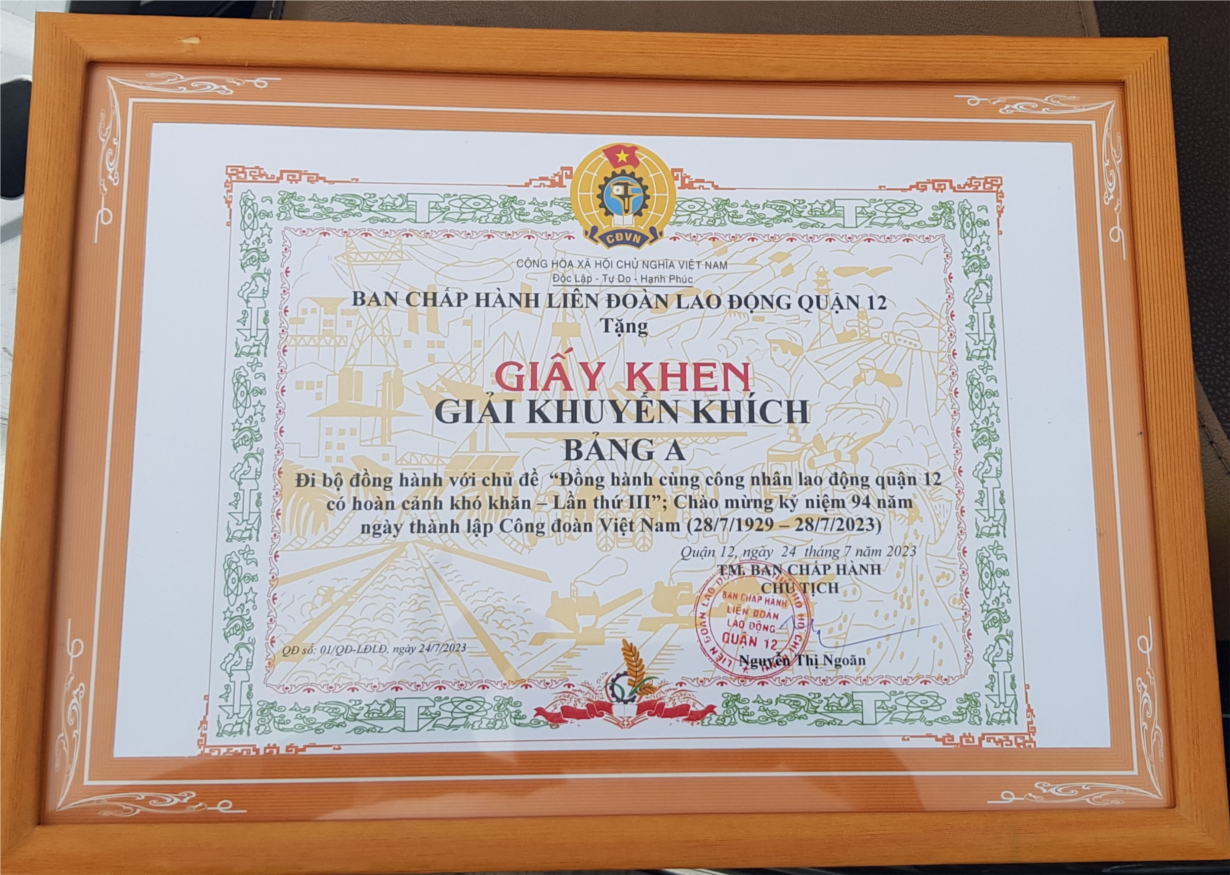 CĐVN
CỘNG HÒA XÃ HỘI CHỦ NGHĨA VIỆT NAM
Độc Lập - Tự Do - Hạnh Phúc
BAN CHẤP HÀNH LIÊN ĐOÀN LAO ĐỘNG QUẬN 12
Tặng
GIẤY KHEN
GIẢI KHUYẾN KHÍCH
BẢNG A
Đi bộ đồng hành với chủ đề “Đồng hành cùng công nhân lao động quận 12
có hoàn cảnh khó khăn – Lần thứ III”; Chào mừng kỷ niệm 94 năm
ngày thành lập Công đoàn Việt Nam (28/7/1929 – 28/7/2023)
Quận 12, ngày 24 tháng 7 năm 2023
TM. BAN CHẤP HÀNH
CHỦ TỊCH
BAN CHẤP HÀNH
LIÊN ĐOÀN
LAO ĐỘNG
QUẬN 12
QĐ số: 01/QĐ-LĐLĐ, ngày 24/7/2023
Nguyễn Thị Ngoãn